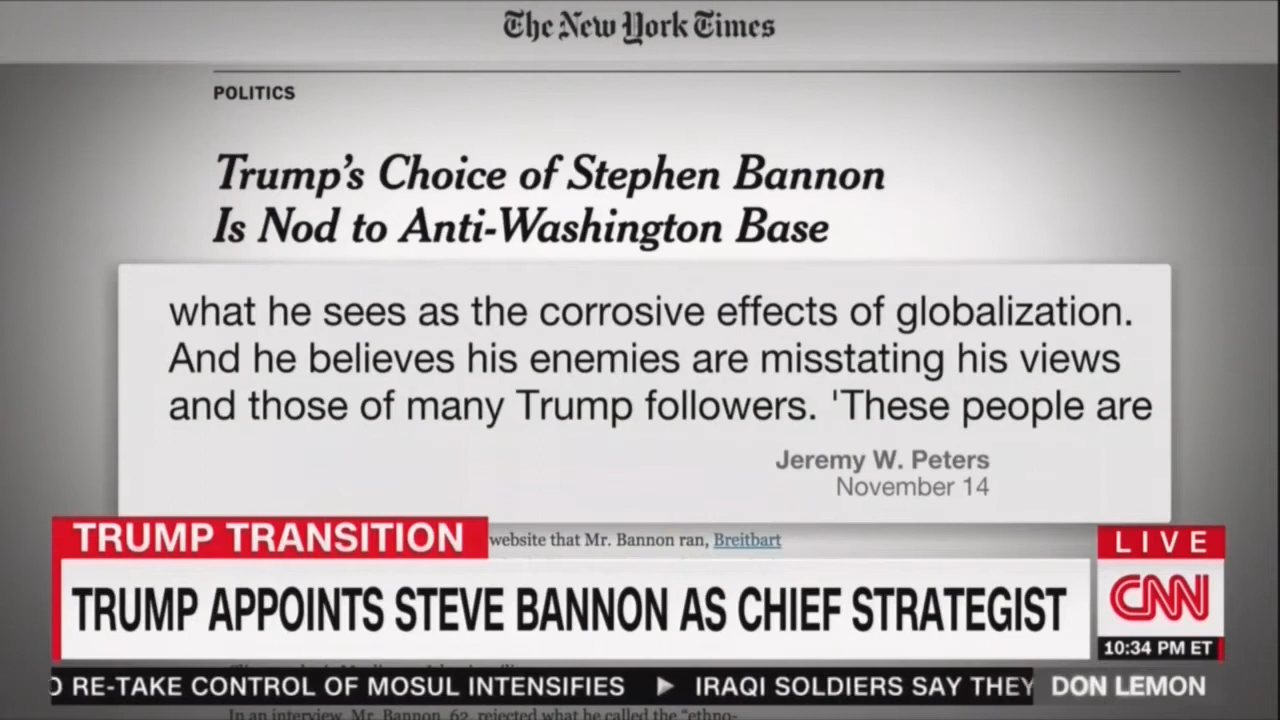 The New York Times
POLITICS
Trump's Choice of Stephen Bannon
Is Nod to Anti-Washington Base
what he sees as the corrosive effects of globalization.
And he believes his enemies are misstating his views
and those of many Trump followers. 'These people are
Jeremy W. Peters
November 14
website that Mr. Bannon ran, Breitbart
TRUMP TRANSITION
TRUMP APPOINTS STEVE BANNON AS CHIEF STRATEGIST
LIVE
CNN
10:34 PM ET
O RE-TAKE CONTROL OF MOSUL INTENSIFIES ▶ IRAQI SOLDIERS SAY THEY
DON LEMON
In an interview, Mr. Bannon, 62, rejected what he called the "ethno-